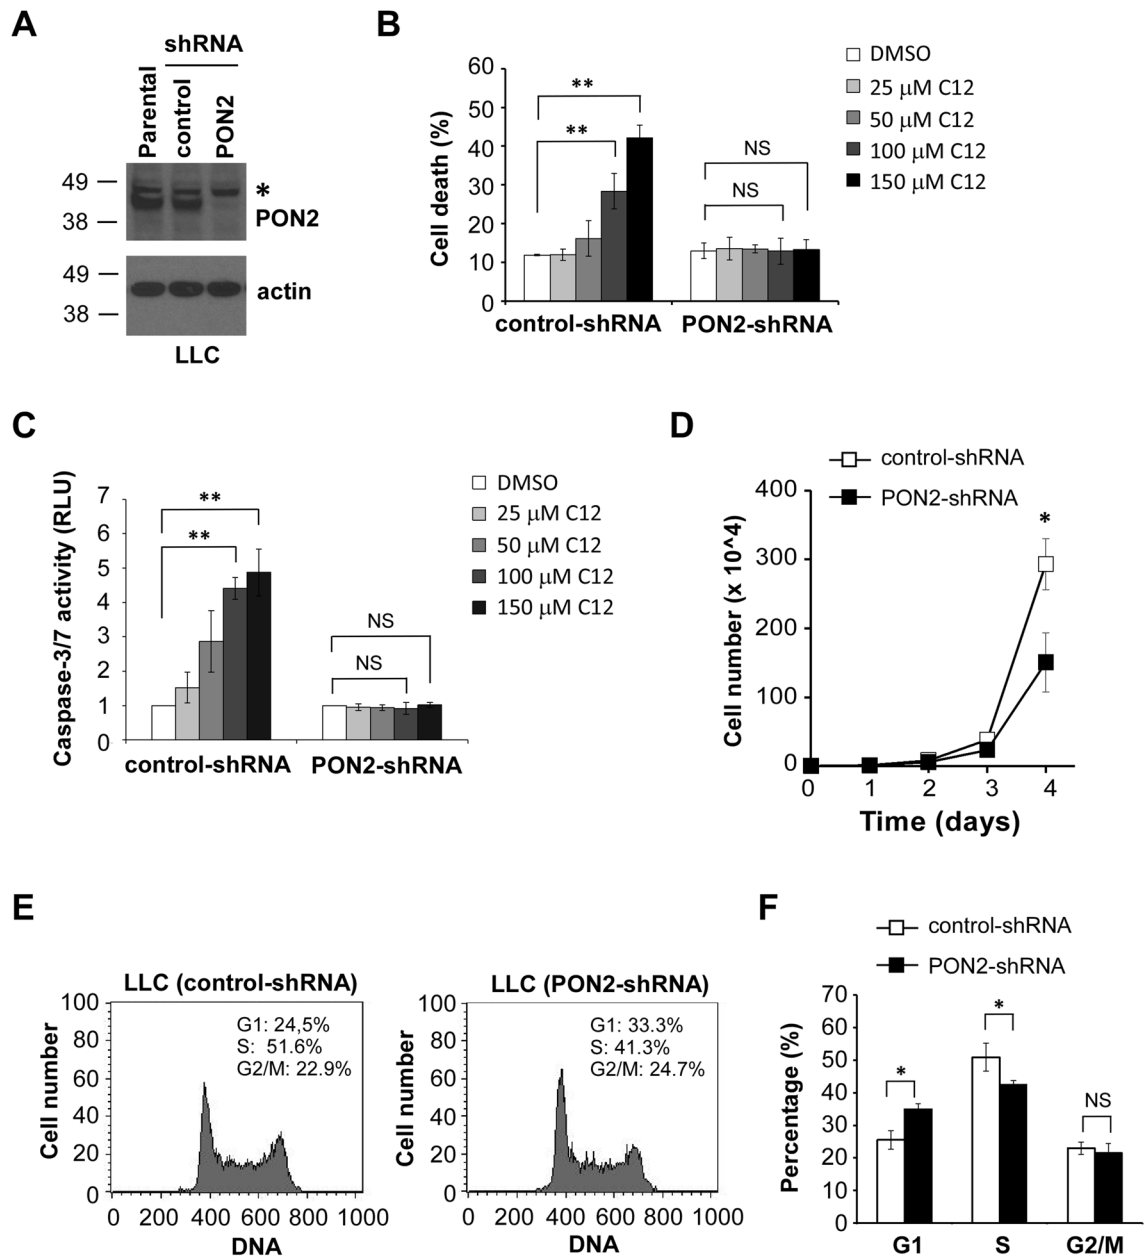 A
shRNA
Parental
control
PON2
49
*
PON2
38
49
actin
38
LLC
B
Cell death (%)
60
50
40
30
20
10
0
**
**
NS
NS
control-shRNA
PON2-shRNA
DMSO
25 μM C12
50 μM C12
100 μM C12
150 μM C12
C
Caspase-3/7 activity (RLU)
7
6
5
4
3
2
1
0
**
**
NS
NS
control-shRNA
PON2-shRNA
DMSO
25 μM C12
50 μM C12
100 μM C12
150 μM C12
D
control-shRNA
PON2-shRNA
Cell number (x 10^4)
400
300
200
100
0
*
0 1 2 3 4
Time (days)
E
LLC (control-shRNA)
Cell number
100
80
60
40
20
0
G1: 24,5%
S: 51.6%
G2/M: 22.9%
0 200 400 600 800 1000
DNA
LLC (PON2-shRNA)
Cell number
100
80
60
40
20
0
G1: 33.3%
S: 41.3%
G2/M: 24.7%
0 200 400 600 800 1000
DNA
F
control-shRNA
PON2-shRNA
Percentage (%)
70
60
50
40
30
20
10
0
*
*
NS
G1 S G2/M